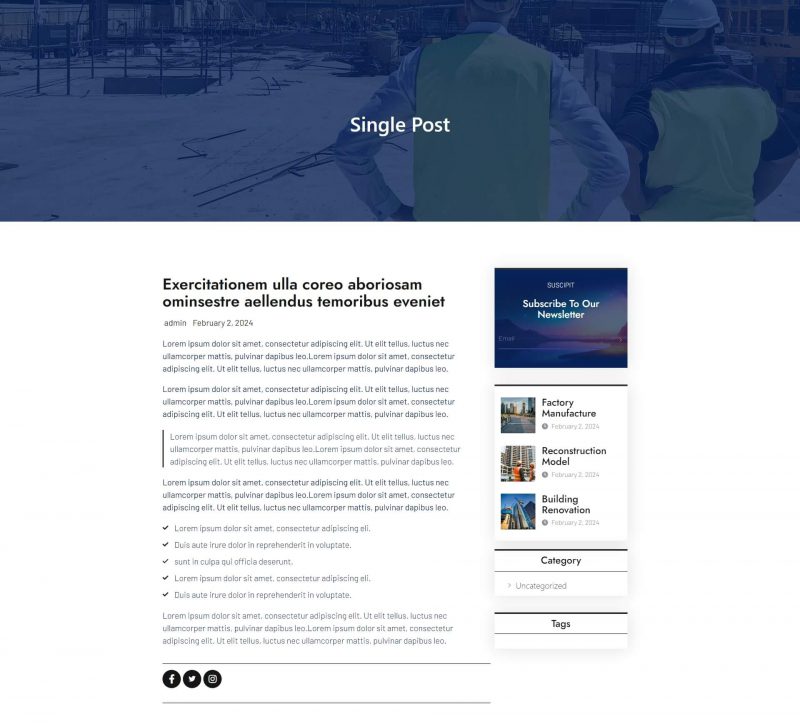 Single Post
Exercitationem ulla coreo aboriosam
ominsestre aellendus temoribus eveniet
admin February 2, 2024
Lorem ipsum dolor sit amet, consectetur adipiscing elit. Ut elit tellus, luctus nec
ullamcorper mattis, pulvinar dapibus leo.Lorem ipsum dolor sit amet, consectetur
adipiscing elit. Ut elit tellus, luctus nec ullamcorper mattis, pulvinar dapibus leo.
Lorem ipsum dolor sit amet, consectetur adipiscing elit. Ut elit tellus, luctus nec
ullamcorper mattis, pulvinar dapibus leo.Lorem ipsum dolor sit amet, consectetur
adipiscing elit. Ut elit tellus, luctus nec ullamcorper mattis, pulvinar dapibus leo.
Lorem ipsum dolor sit amet, consectetur adipiscing elit. Ut elit tellus, luctus nec
ullamcorper mattis, pulvinar dapibus leo.Lorem ipsum dolor sit amet, consectetur
adipiscing elit. Ut elit tellus, luctus nec ullamcorper mattis, pulvinar dapibus leo.
Lorem ipsum dolor sit amet, consectetur adipiscing elit. Ut elit tellus, luctus nec
ullamcorper mattis, pulvinar dapibus leo.Lorem ipsum dolor sit amet, consectetur
adipiscing elit. Ut elit tellus, luctus nec ullamcorper mattis, pulvinar dapibus leo.
Lorem ipsum dolor sit amet, consectetur adipiscing eli.
Duis aute irure dolor in reprehenderit in voluptate.
sunt in culpa qui officia deserunt.
Lorem ipsum dolor sit amet, consectetur adipiscing eli.
Duis aute irure dolor in reprehenderit in voluptate.
Lorem ipsum dolor sit amet, consectetur adipiscing elit. Ut elit tellus, luctus nec
ullamcorper mattis, pulvinar dapibus leo.Lorem ipsum dolor sit amet, consectetur
adipiscing elit. Ut elit tellus, luctus nec ullamcorper mattis, pulvinar dapibus leo.
SUSCIPIT
Subscribe To Our
Newsletter
Email
Factory
Manufacture
February 2, 2024
Reconstruction
Model
February 2, 2024
Building
Renovation
February 2, 2024
Category
Uncategorized
Tags